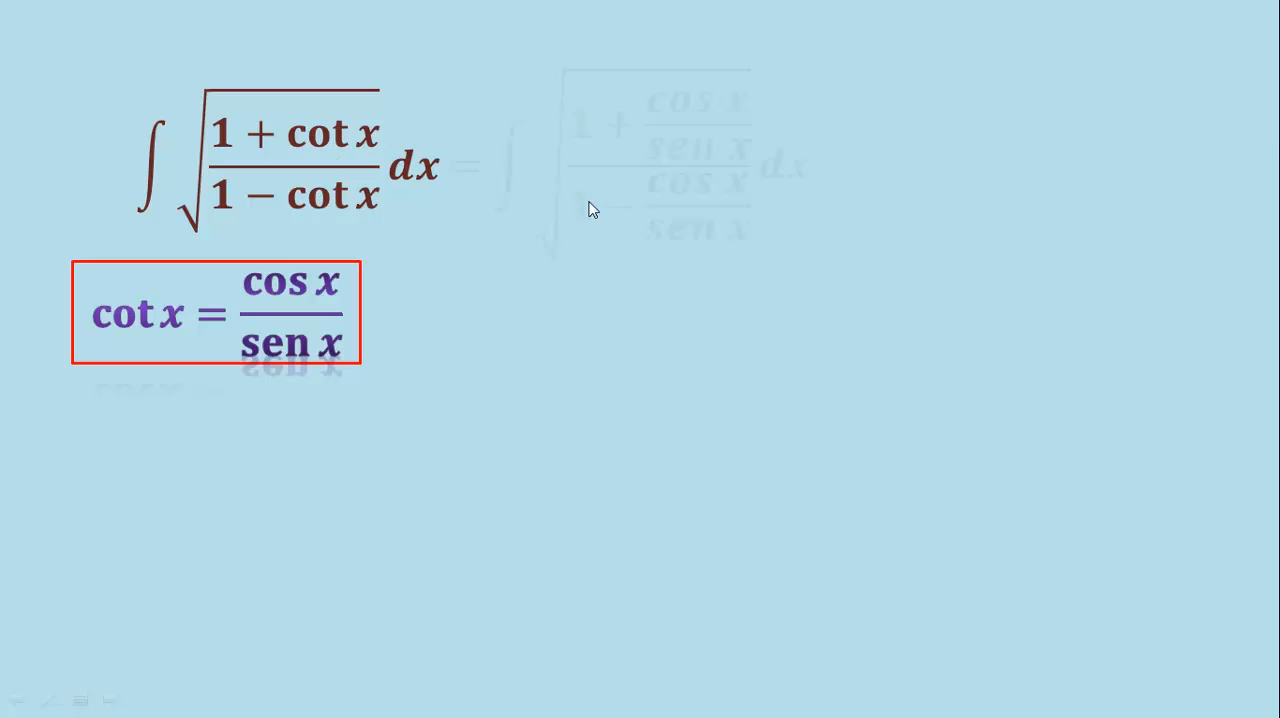 ∫ √((1 + cot x)/(1 − cot x)) dx = ∫ √((1 + cos x/sen x)/(1 − cos x/sen x)) dx
cot x = cos x/sen x